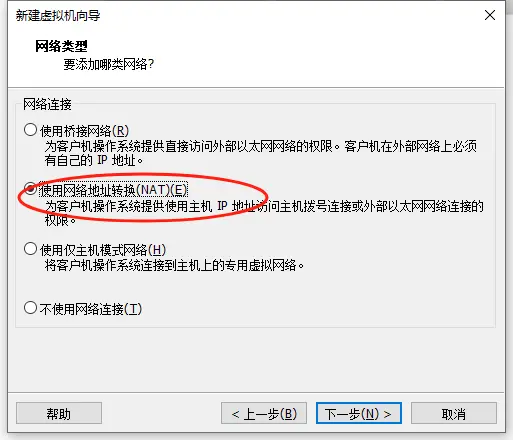 新建虚拟机向导
网络类型
要添加哪类网络?
网络连接
使用桥接网络(R)
为客户机操作系统提供直接访问外部以太网网络的权限。客户机在外部网络上必须
有自己的 IP 地址。
使用网络地址转换(NAT)(E)
为客户机操作系统提供使用主机 IP 地址访问主机拨号连接或外部以太网网络连接的
权限。
使用仅主机模式网络(H)
将客户机操作系统连接到主机上的专用虚拟网络。
不使用网络连接(T)
帮助
< 上一步(B)
下一步(N) >
取消